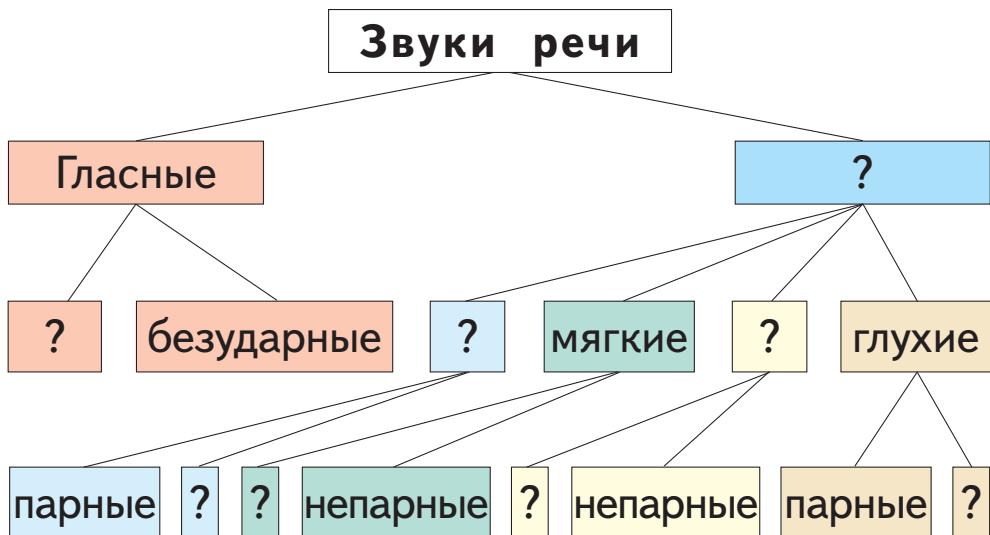 Звуки речи
Гласные ?
? безударные ? мягкие ? глухие
парные ? ? непарные ? непарные парные ?